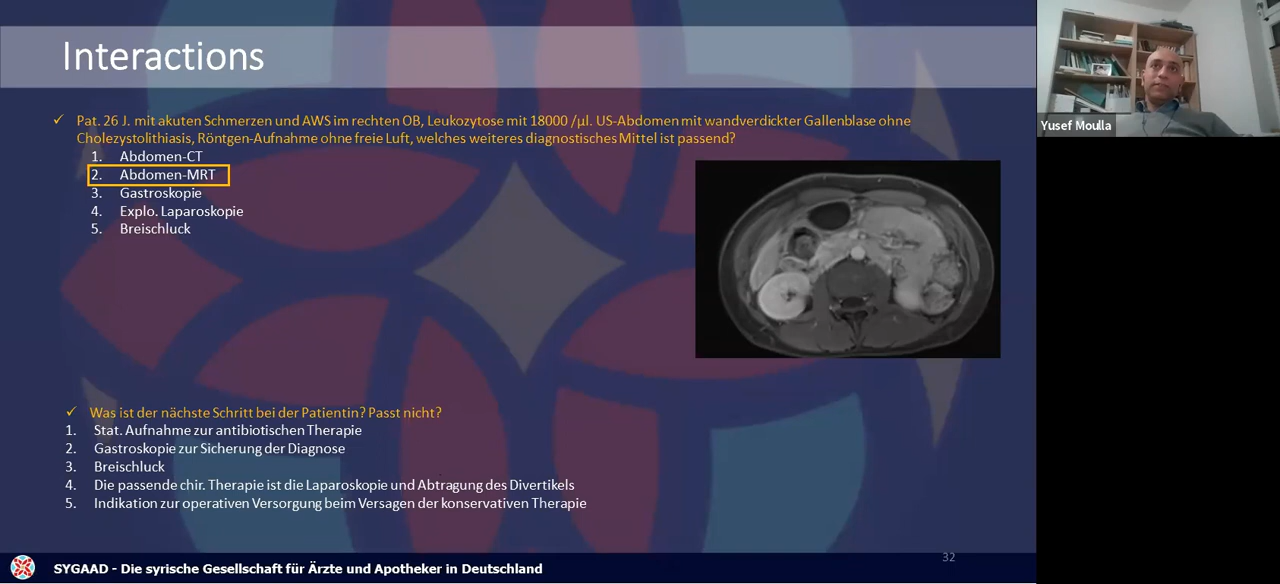 Interactions
✓ Pat. 26 J. mit akuten Schmerzen und AWS im rechten OB, Leukozytose mit 18000 /µl. US-Abdomen mit wandverdickter Gallenblase ohne
Cholezystolithiasis, Röntgen-Aufnahme ohne freie Luft, welches weiteres diagnostisches Mittel ist passend?
1. Abdomen-CT
2. Abdomen-MRT
3. Gastroskopie
4. Explo. Laparoskopie
5. Breischluck
✓ Was ist der nächste Schritt bei der Patientin? Passt nicht?
1. Stat. Aufnahme zur antibiotischen Therapie
2. Gastroskopie zur Sicherung der Diagnose
3. Breischluck
4. Die passende chir. Therapie ist die Laparoskopie und Abtragung des Divertikels
5. Indikation zur operativen Versorgung beim Versagen der konservativen Therapie
32
SYGAAD - Die syrische Gesellschaft für Ärzte und Apotheker in Deutschland
Yusef Moulla